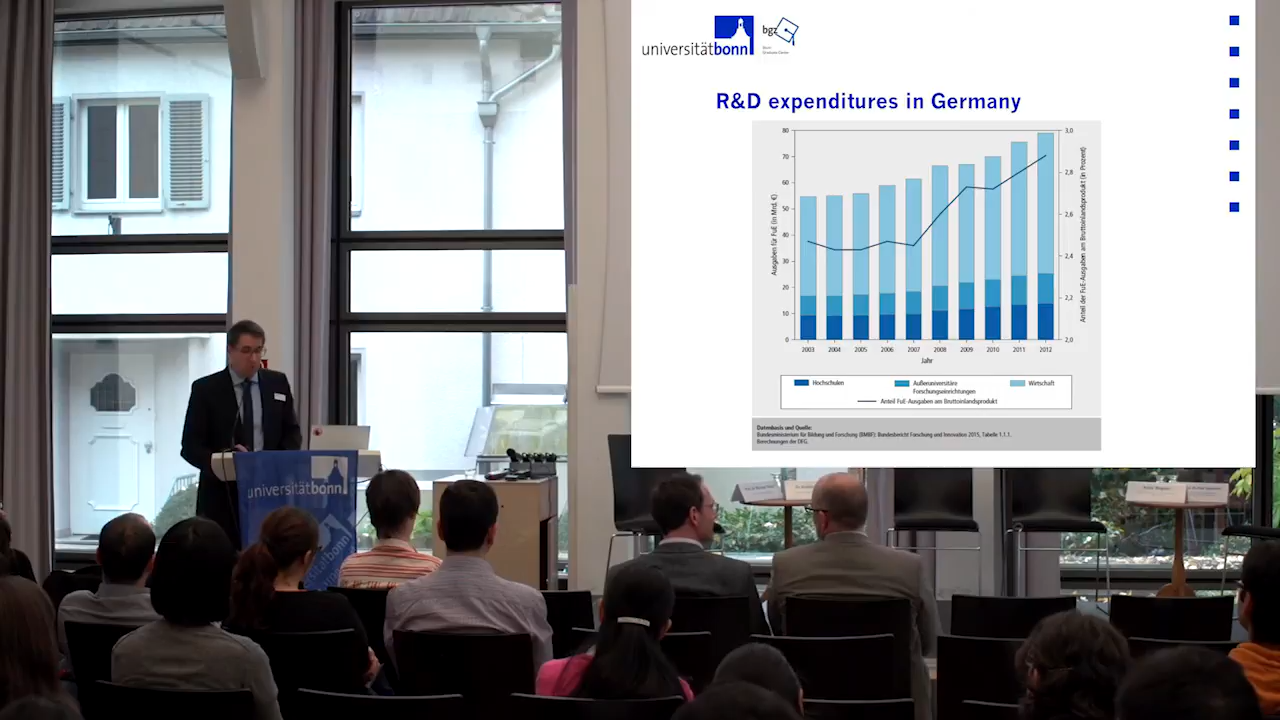 universitätbonn
bgz
R&D expenditures in Germany
80
70
60
50
40
30
20
10
0
Ausgaben für FuE (in Mrd. €)
3,0
2,8
2,6
2,4
2,2
2,0
Anteil der FuE-Ausgaben am Bruttoinlandsprodukt (in Prozent)
2003 2004 2005 2006 2007 2008 2009 2010 2011 2012
Jahr
Hochschulen
Außeruniversitäre Forschungseinrichtungen
Wirtschaft
Anteil FuE-Ausgaben am Bruttoinlandsprodukt
Datenbasis und Quelle:
Bundesministerium für Bildung und Forschung (BMBF): Bundesbericht Forschung und Innovation 2015, Tabelle 1.1.1.
Berechnungen der DFG.
universitätbonn